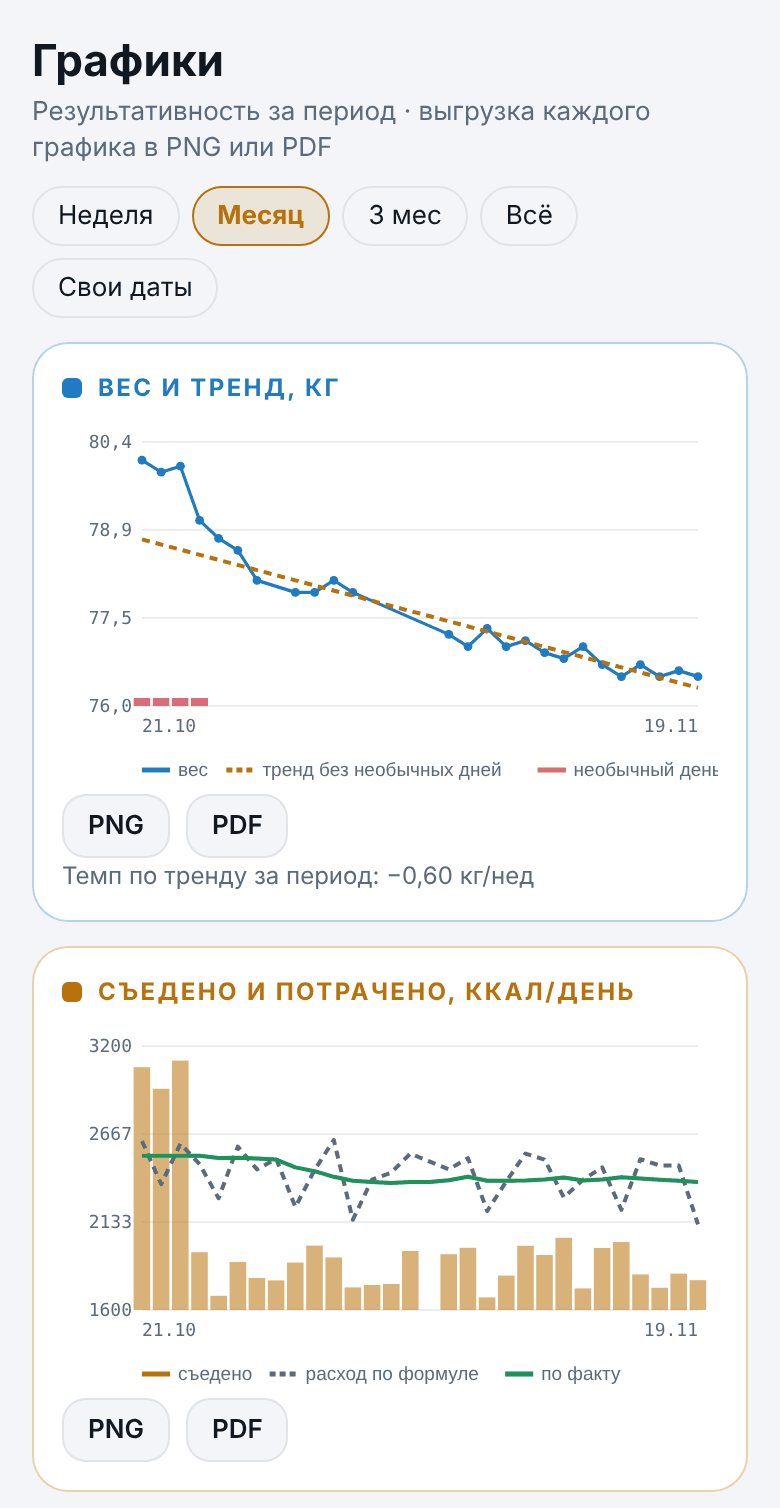 Графики
Результативность за период · выгрузка каждого
графика в PNG или PDF
Неделя Месяц 3 мес Всё
Свои даты
ВЕС И ТРЕНД, КГ
80,4
78,9
77,5
76,0
21.10 19.11
вес тренд без необычных дней необычный день
PNG PDF
Темп по тренду за период: −0,60 кг/нед
СЪЕДЕНО И ПОТРАЧЕНО, ККАЛ/ДЕНЬ
3200
2667
2133
1600
21.10 19.11
съедено расход по формуле по факту
PNG PDF